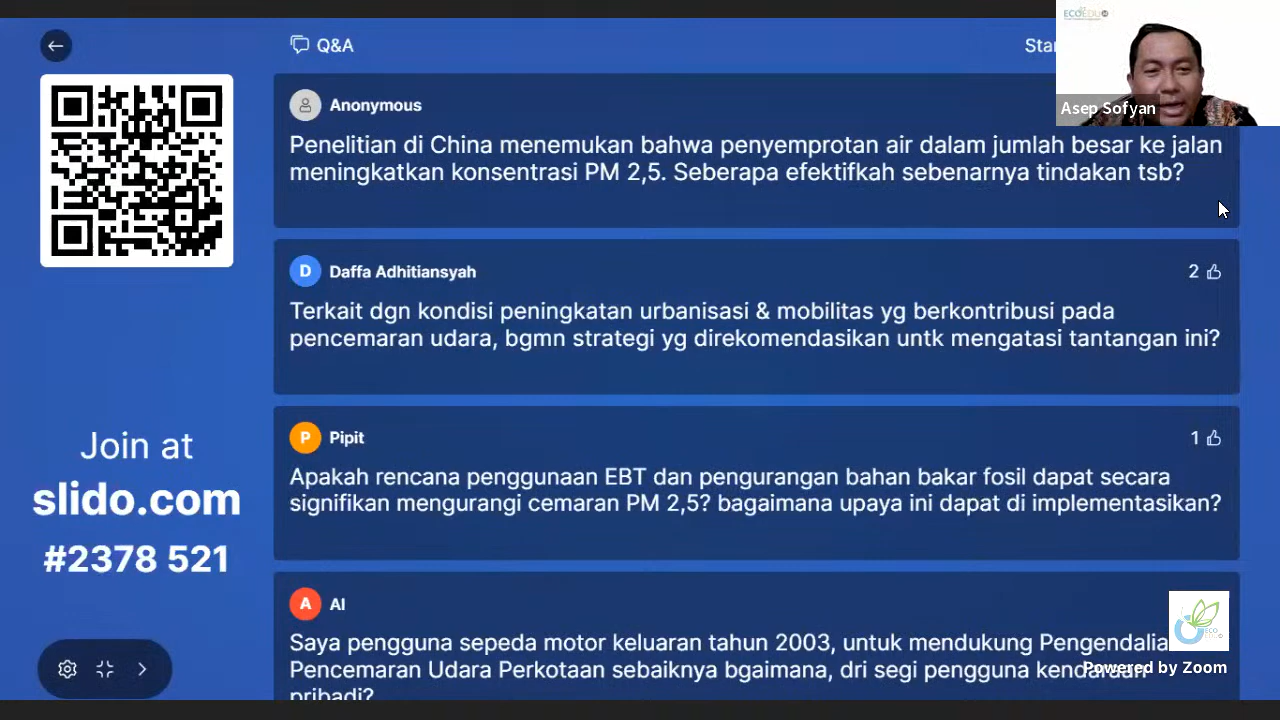 Q&A
Star
ECOEDU
Asep Sofyan
Anonymous
Penelitian di China menemukan bahwa penyemprotan air dalam jumlah besar ke jalan
meningkatkan konsentrasi PM 2,5. Seberapa efektifkah sebenarnya tindakan tsb?
D
Daffa Adhitiansyah
2
Terkait dgn kondisi peningkatan urbanisasi & mobilitas yg berkontribusi pada
pencemaran udara, bgmn strategi yg direkomendasikan untk mengatasi tantangan ini?
P
Pipit
1
Apakah rencana penggunaan EBT dan pengurangan bahan bakar fosil dapat secara
signifikan mengurangi cemaran PM 2,5? bagaimana upaya ini dapat di implementasikan?
A
AI
Saya pengguna sepeda motor keluaran tahun 2003, untuk mendukung Pengendalia
Pencemaran Udara Perkotaan sebaiknya bgaimana, dri segi pengguna kendaraan
pribadi?
Join at
slido.com
#2378 521
ECO
Powered by Zoom